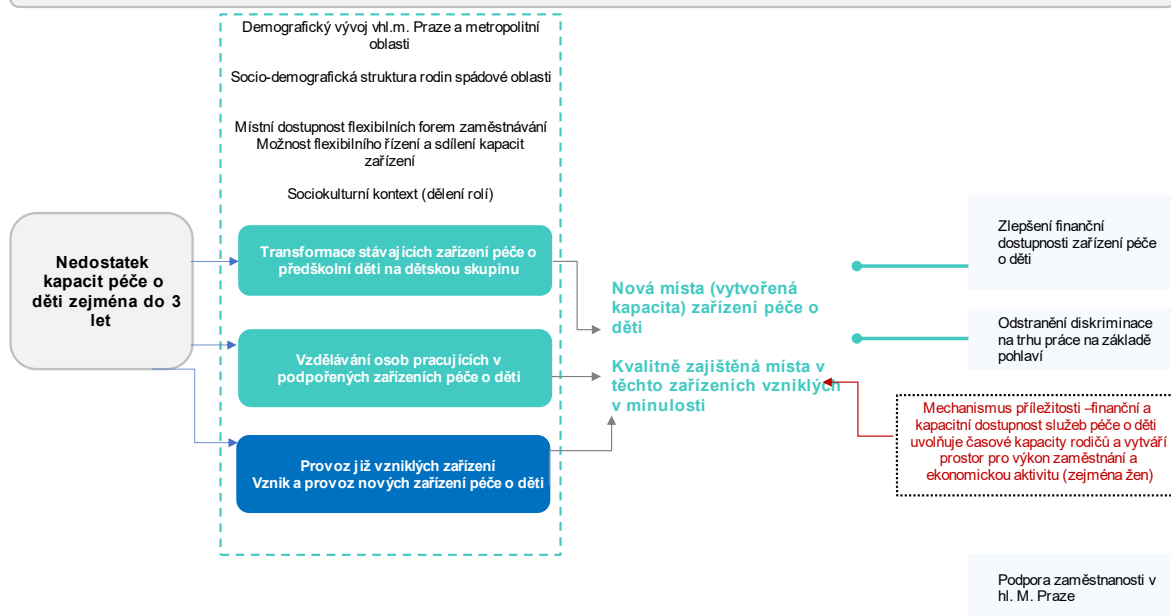 Demografický vývoj vhl.m. Praze a metropolitní
oblasti
Socio-demografická struktura rodin spádové oblasti
Místní dostupnost flexibilních forem zaměstnávání
Možnost flexibilního řízení a sdílení kapacit
zařízení
Sociokulturní kontext (dělení rolí)
Nedostatek
kapacit péče o
děti zejména do 3
let
Transformace stávajících zařízení péče o
předškolní děti na dětskou skupinu
Vzdělávání osob pracujících v
podpořených zařízeních péče o děti
Provoz již vzniklých zařízení
Vznik a provoz nových zařízení péče o děti
Nová místa (vytvořená
kapacita) zařízení péče o
děti
Kvalitně zajištěná místa v
těchto zařízeních vzniklých
v minulosti
Zlepšení finanční
dostupnosti zařízení péče
o děti
Odstranění diskriminace
na trhu práce na základě
pohlaví
Mechanismus příležitosti –finanční a
kapacitní dostupnost služeb péče o děti
uvolňuje časové kapacity rodičů a vytváří
prostor pro výkon zaměstnání a
ekonomickou aktivitu (zejména žen)
Podpora zaměstnanosti v
hl. M. Praze